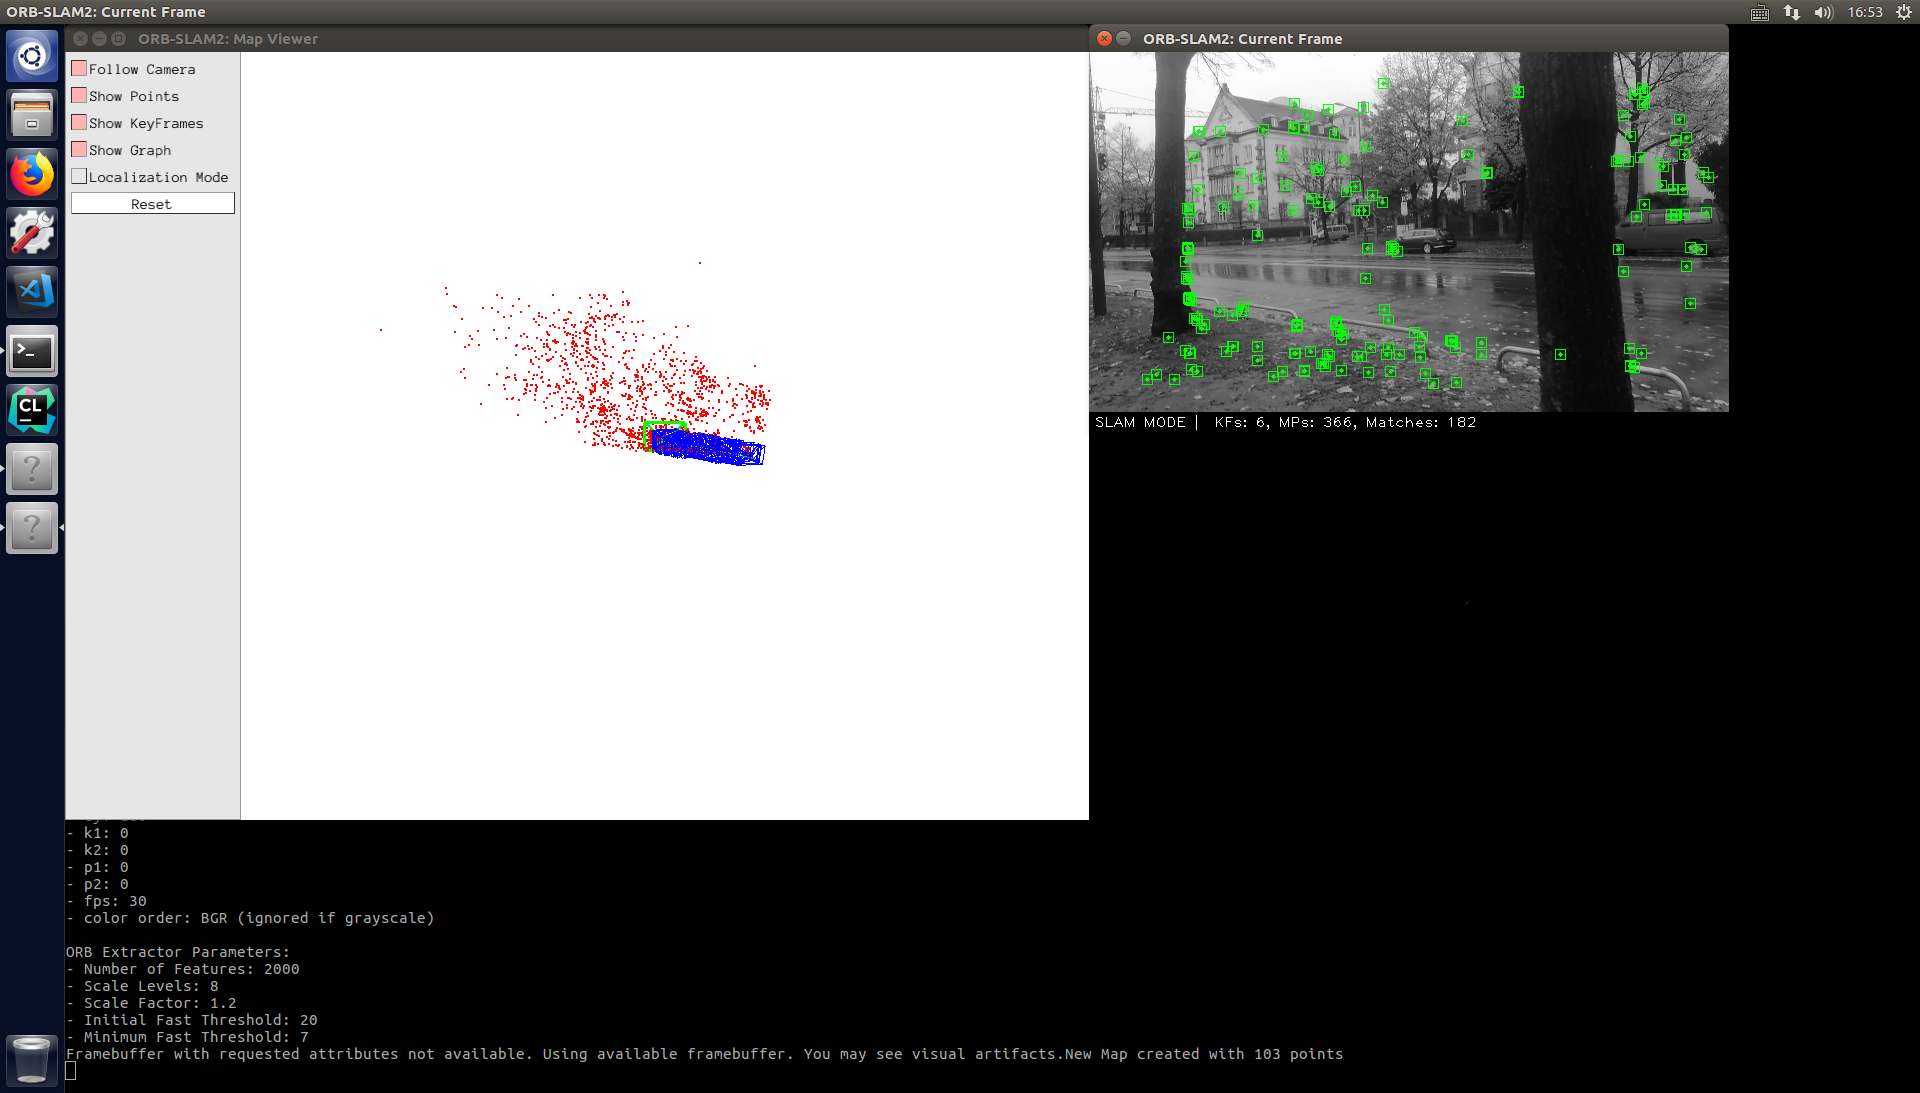 ORB-SLAM2: Current Frame
16:53
ORB-SLAM2: Map Viewer
Follow Camera
Show Points
Show KeyFrames
Show Graph
Localization Mode
Reset
ORB-SLAM2: Current Frame
SLAM MODE |  KFs: 6, MPs: 366, Matches: 182
CL
- k1: 0
- k2: 0
- p1: 0
- p2: 0
- fps: 30
- color order: BGR (ignored if grayscale)
ORB Extractor Parameters:
- Number of Features: 2000
- Scale Levels: 8
- Scale Factor: 1.2
- Initial Fast Threshold: 20
- Minimum Fast Threshold: 7
Framebuffer with requested attributes not available. Using available framebuffer. You may see visual artifacts.New Map created with 103 points